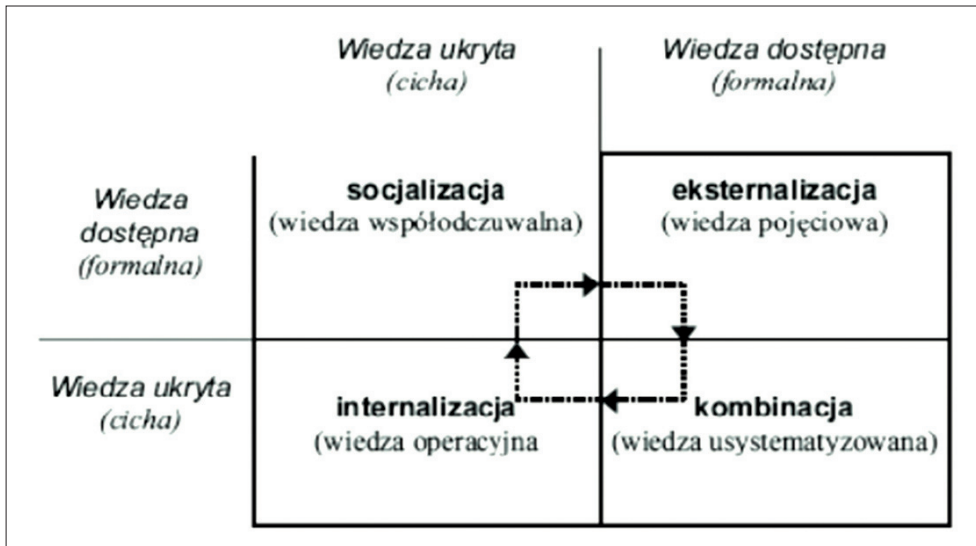 Wiedza ukryta
(cicha)
Wiedza dostępna
(formalna)
Wiedza
dostępna
(formalna)
socjalizacja
(wiedza współodczuwalna)
eksternalizacja
(wiedza pojęciowa)
Wiedza ukryta
(cicha)
internalizacja
(wiedza operacyjna
kombinacja
(wiedza usystematyzowana)